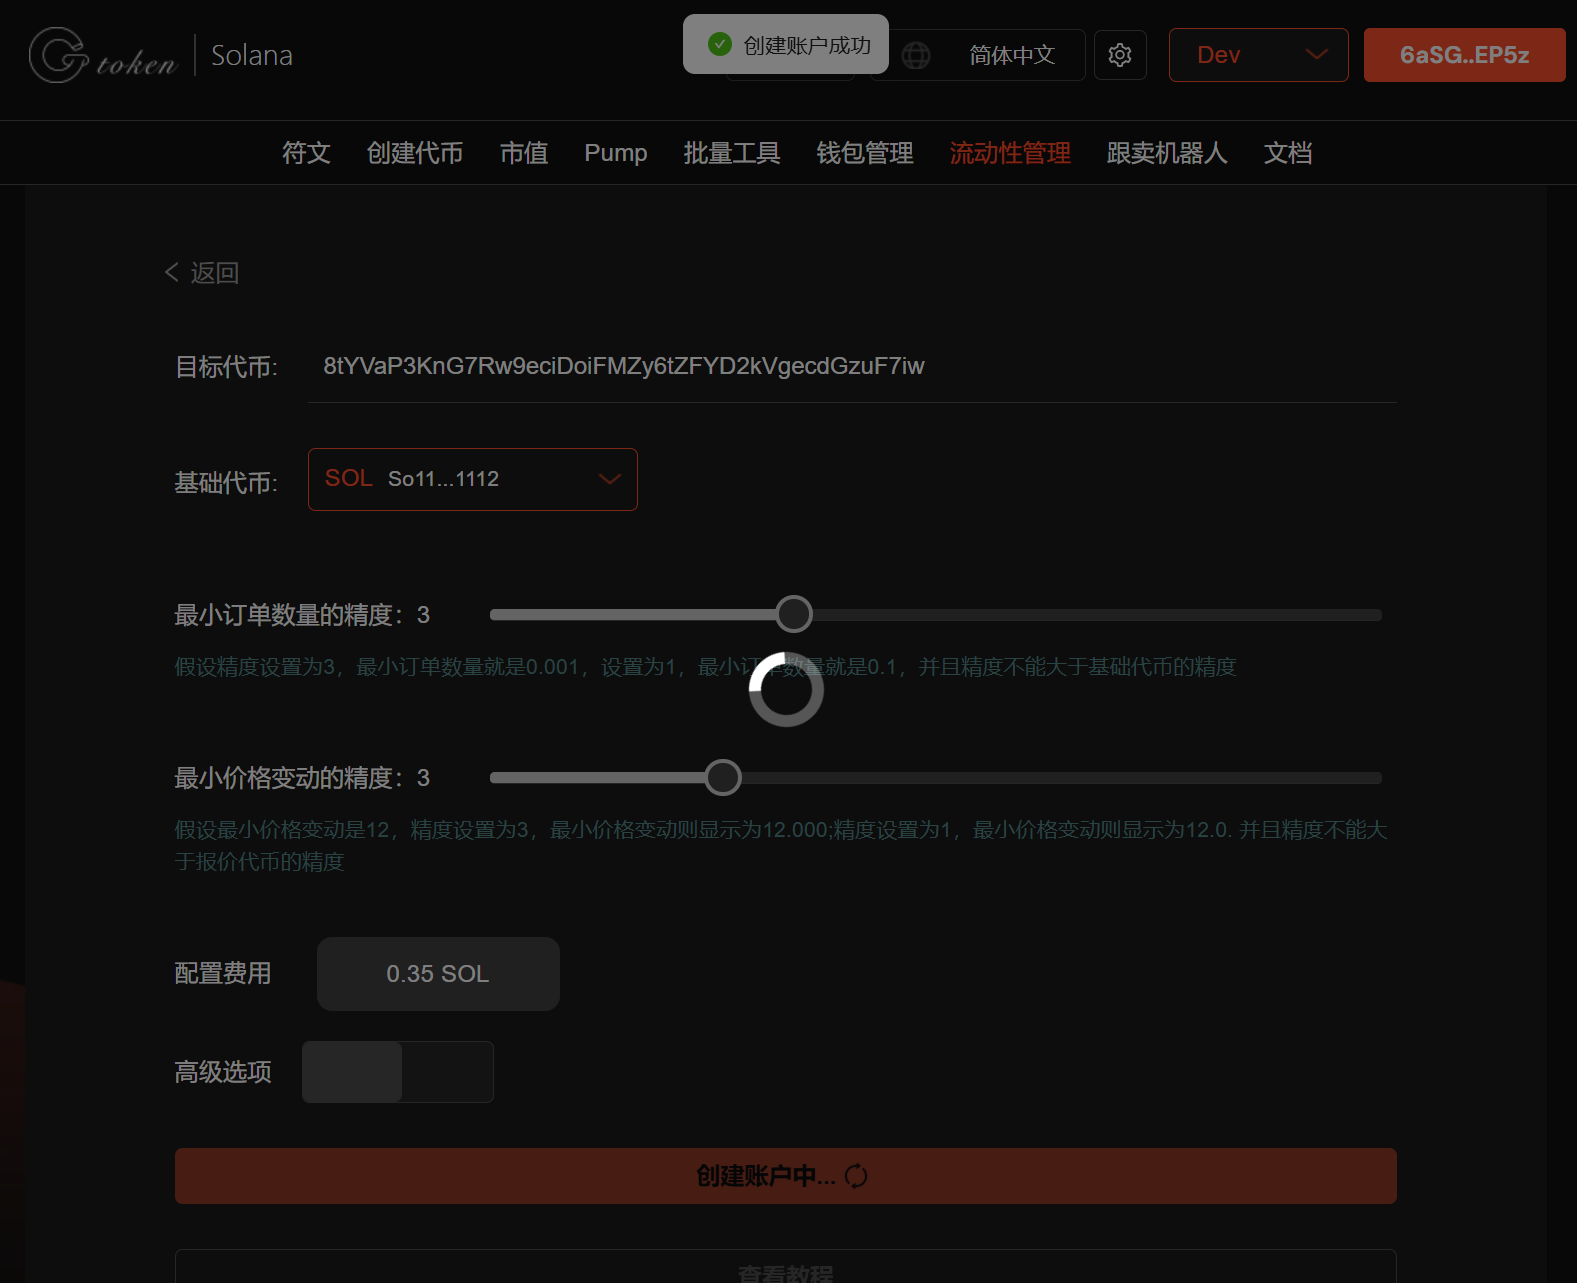 Gtoken
Solana
创建账户成功
简体中文
Dev
6aSG..EP5z
符文
创建代币
市值
Pump
批量工具
钱包管理
流动性管理
跟卖机器人
文档
返回
目标代币:
8tYVaP3KnG7Rw9eciDoiFMZy6tZFYD2kVgecdGzuF7iw
基础代币:
SOL So11...1112
最小订单数量的精度：3
假设精度设置为3，最小订单数量就是0.001，设置为1，最小订单数量就是0.1，并且精度不能大于基础代币的精度
最小价格变动的精度：3
假设最小价格变动是12，精度设置为3，最小价格变动则显示为12.000;精度设置为1，最小价格变动则显示为12.0. 并且精度不能大
于报价代币的精度
配置费用
0.35 SOL
高级选项
创建账户中...
查看教程